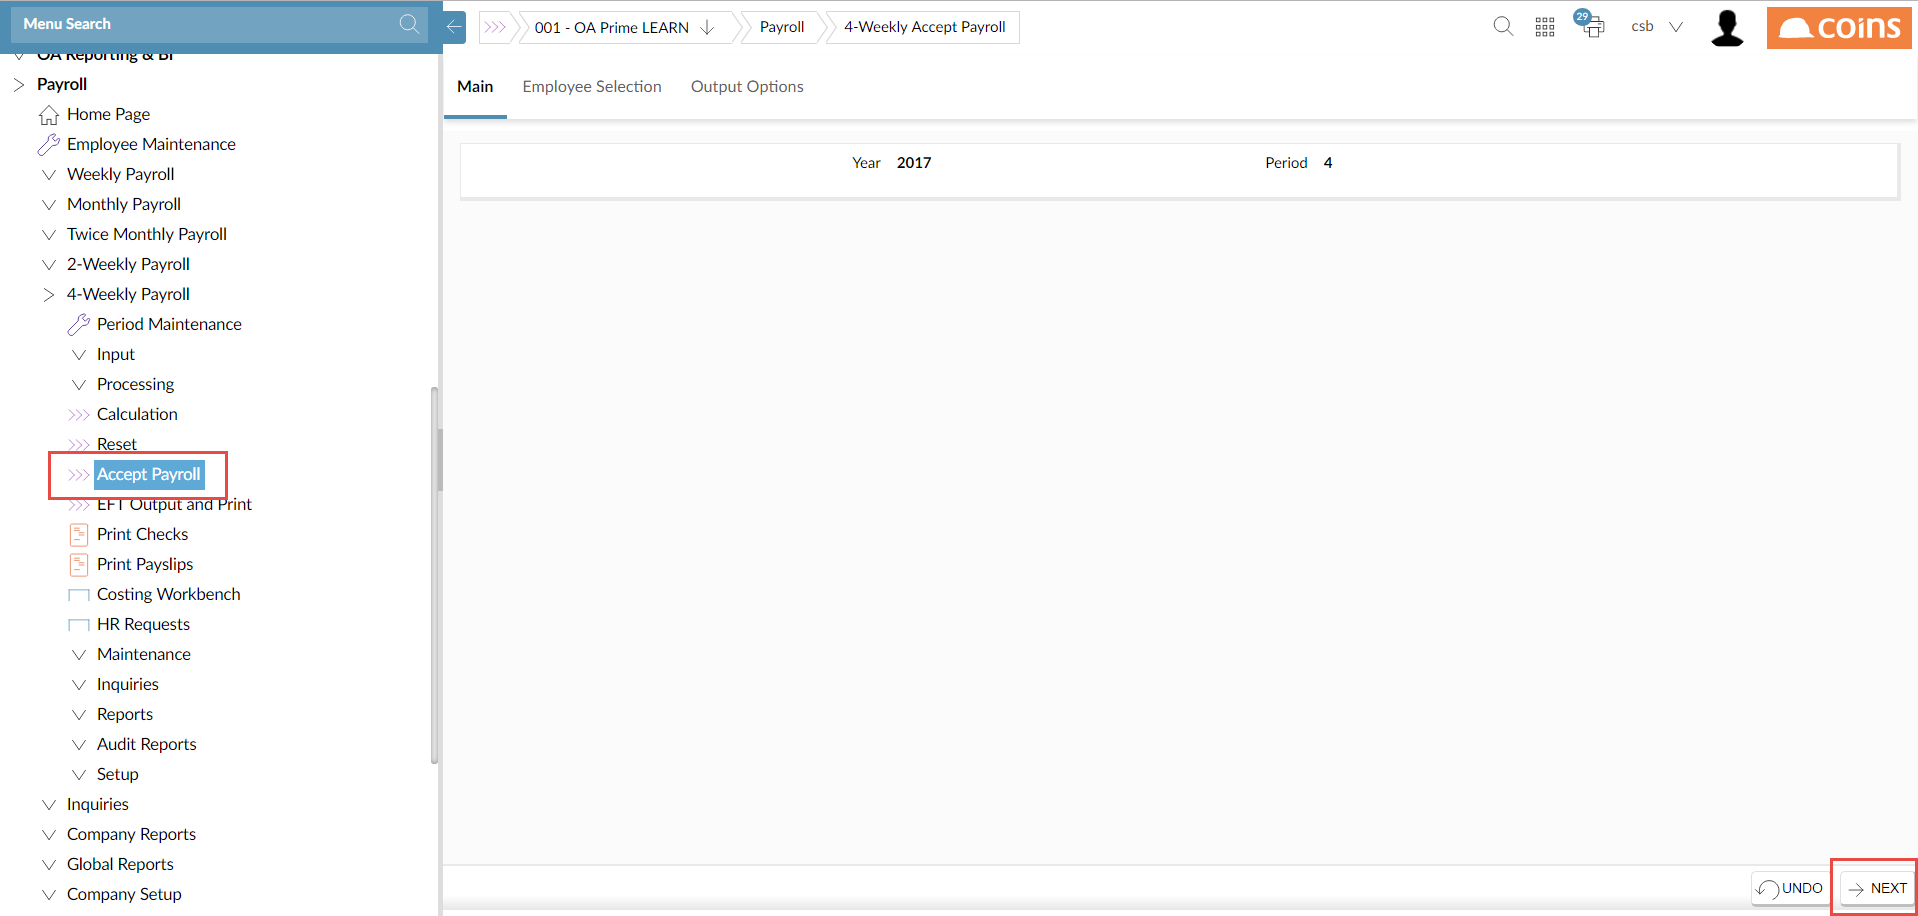 Menu Search
001 - OA Prime LEARN
Payroll
4-Weekly Accept Payroll
29
csb
coins
OA Reporting & BI
Payroll
Home Page
Employee Maintenance
Weekly Payroll
Monthly Payroll
Twice Monthly Payroll
2-Weekly Payroll
4-Weekly Payroll
Period Maintenance
Input
Processing
Calculation
Reset
Accept Payroll
EFT Output and Print
Print Checks
Print Payslips
Costing Workbench
HR Requests
Maintenance
Inquiries
Reports
Audit Reports
Setup
Inquiries
Company Reports
Global Reports
Company Setup
Main Employee Selection Output Options
Year 2017 Period 4
UNDO NEXT